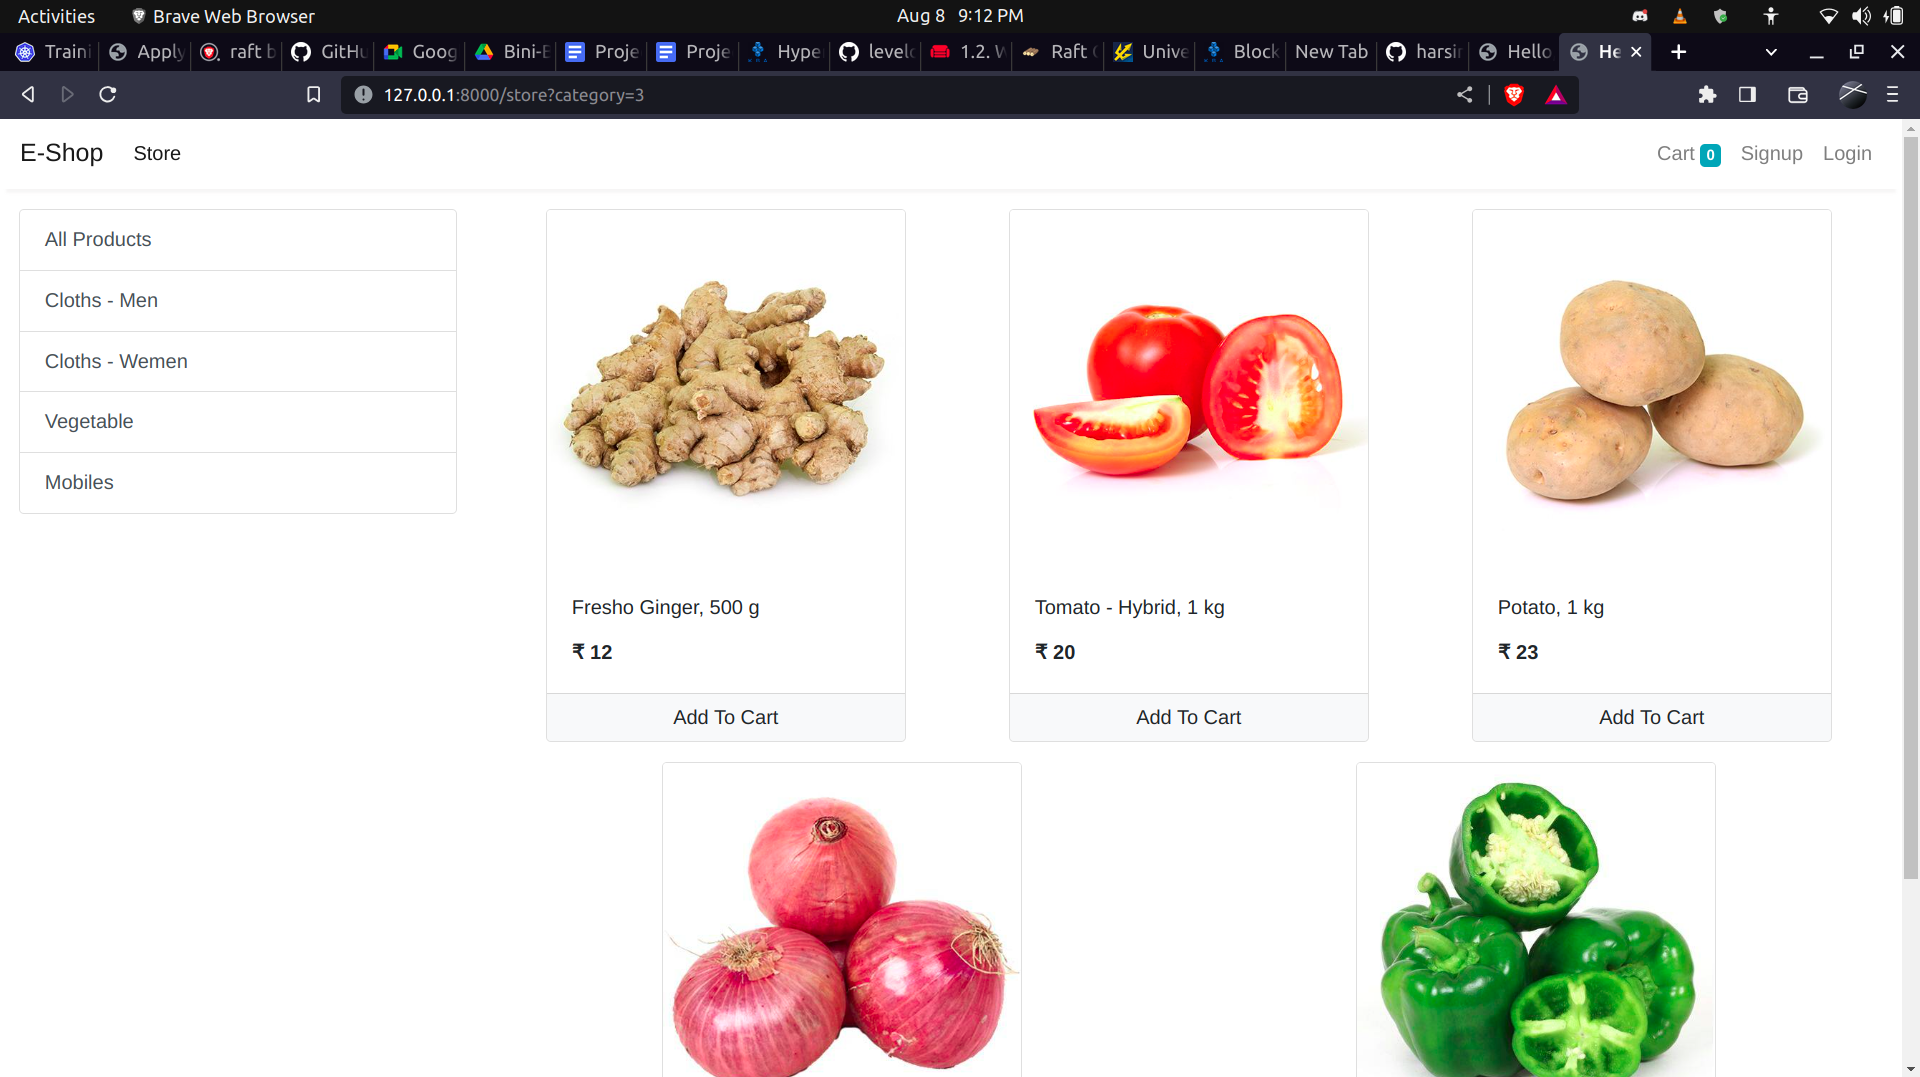 Activities Brave Web Browser Aug 8 9:12 PM
Traini Apply raft b GitHu Goog Bini-E Proje Proje Hyper levelo 1.2. W Raft C Unive Block New Tab harsin Hello He
127.0.0.1:8000/store?category=3
E-Shop Store Cart 0 Signup Login
All Products
Cloths - Men
Cloths - Wemen
Vegetable
Mobiles
Fresho Ginger, 500 g
₹ 12
Add To Cart
Tomato - Hybrid, 1 kg
₹ 20
Add To Cart
Potato, 1 kg
₹ 23
Add To Cart